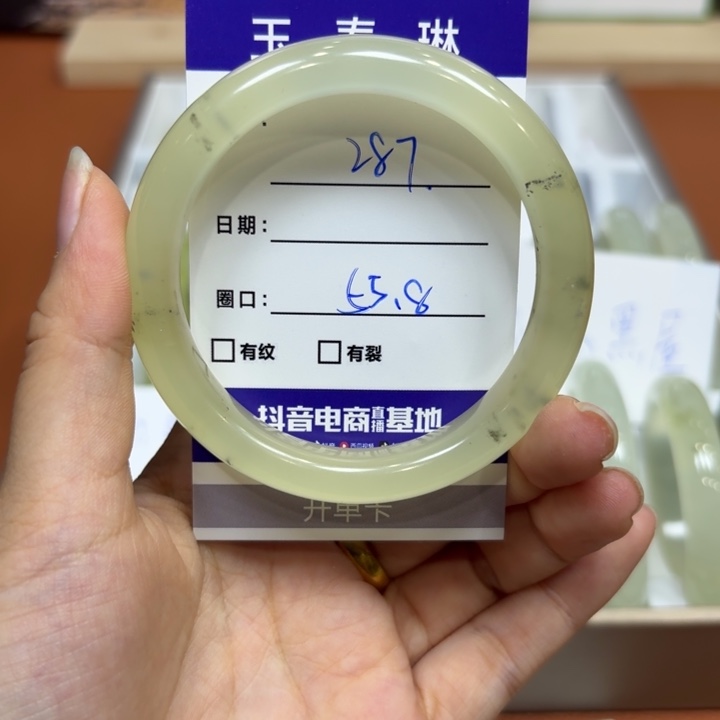 玉泰琳
287.
日期:
圈口: 55.8
有纹 有裂
抖音电商直播基地
开单卡